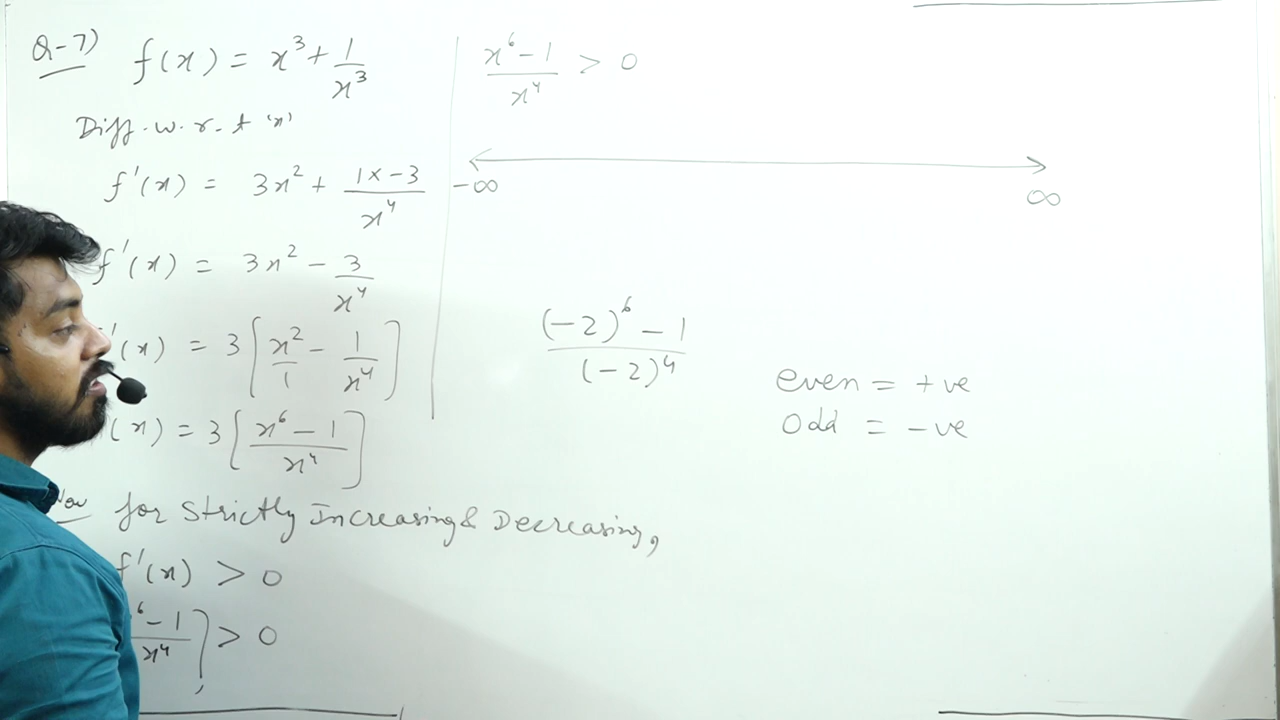 Q-7) f(x) = x³ + 1/x³
Diff. w. r. t 'x'
f'(x) = 3x² + (1 x -3)/x⁴
f'(x) = 3x² - 3/x⁴
'(x) = 3[x²/1 - 1/x⁴]
(x) = 3[(x⁶ - 1)/x⁴]
Now for Strictly Increasing & Decreasing,
f'(x) > 0
⁶ - 1/x⁴] > 0
(x⁶ - 1)/x⁴ > 0
-∞ ∞
((-2)⁶ - 1)/(-2)⁴
even = +ve
Odd = -ve